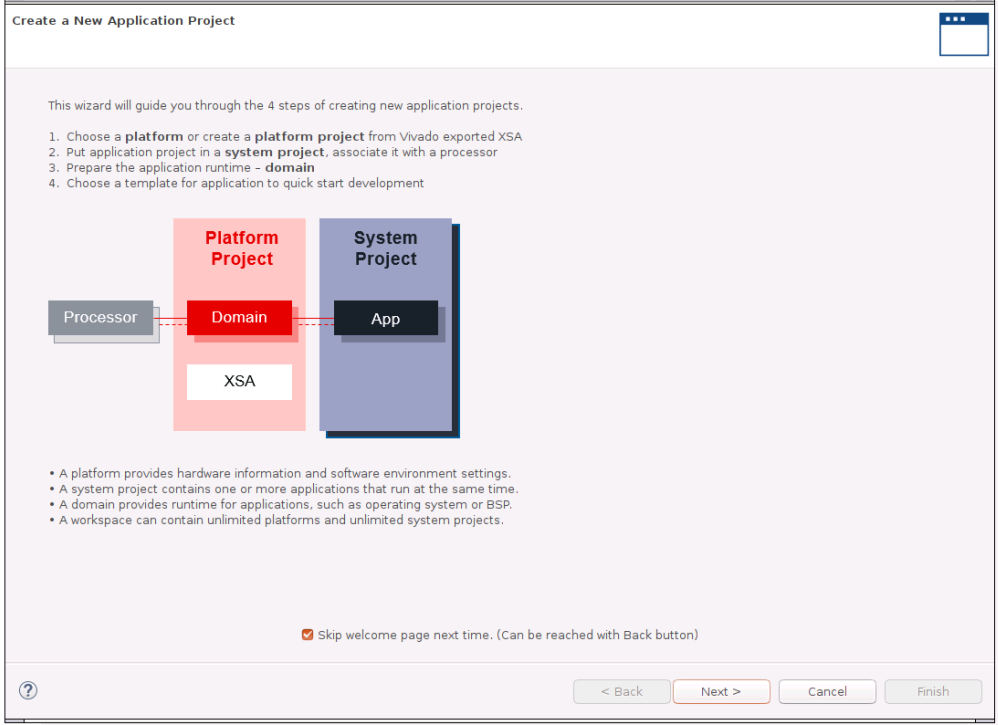 Create a New Application Project
This wizard will guide you through the 4 steps of creating new application projects.
1. Choose a platform or create a platform project from Vivado exported XSA
2. Put application project in a system project, associate it with a processor
3. Prepare the application runtime – domain
4. Choose a template for application to quick start development
Platform
Project
System
Project
Processor
Domain
App
XSA
• A platform provides hardware information and software environment settings.
• A system project contains one or more applications that run at the same time.
• A domain provides runtime for applications, such as operating system or BSP.
• A workspace can contain unlimited platforms and unlimited system projects.
Skip welcome page next time. (Can be reached with Back button)
?
< Back
Next >
Cancel
Finish